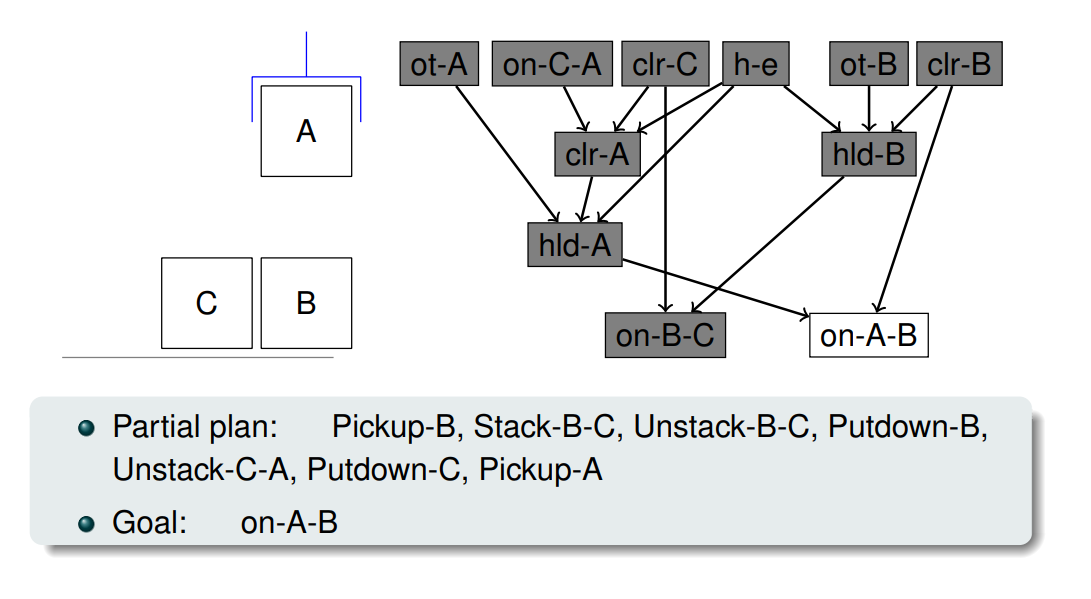 ot-A on-C-A clr-C h-e ot-B clr-B
A
clr-A hld-B
hld-A
C B
on-B-C on-A-B
Partial plan: Pickup-B, Stack-B-C, Unstack-B-C, Putdown-B,
Unstack-C-A, Putdown-C, Pickup-A
Goal: on-A-B